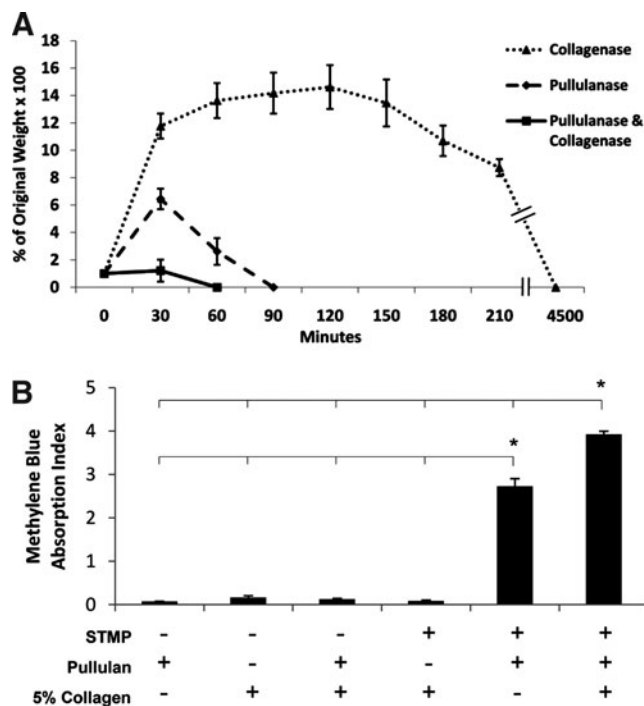 A
% of Original Weight x 100
18
16
14
12
10
8
6
4
2
0
0 30 60 90 120 150 180 210 4500
Minutes
Collagenase
Pullulanase
Pullulanase &
Collagenase
B
Methylene Blue
Absorption Index
5
4
3
2
1
0
*
*
STMP - - - + + +
Pullulan + - + - + +
5% Collagen - + + + - +